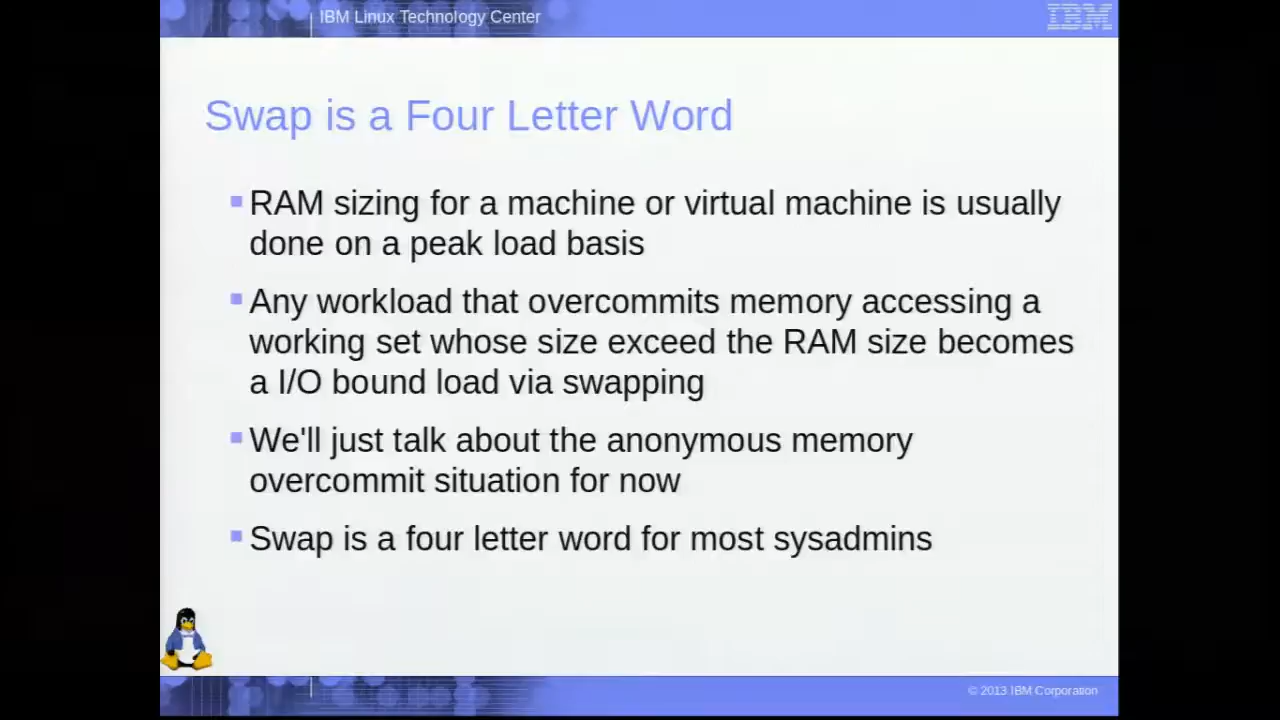 IBM Linux Technology Center
IBM
Swap is a Four Letter Word
RAM sizing for a machine or virtual machine is usually
done on a peak load basis
Any workload that overcommits memory accessing a
working set whose size exceed the RAM size becomes
a I/O bound load via swapping
We'll just talk about the anonymous memory
overcommit situation for now
Swap is a four letter word for most sysadmins
© 2013 IBM Corporation